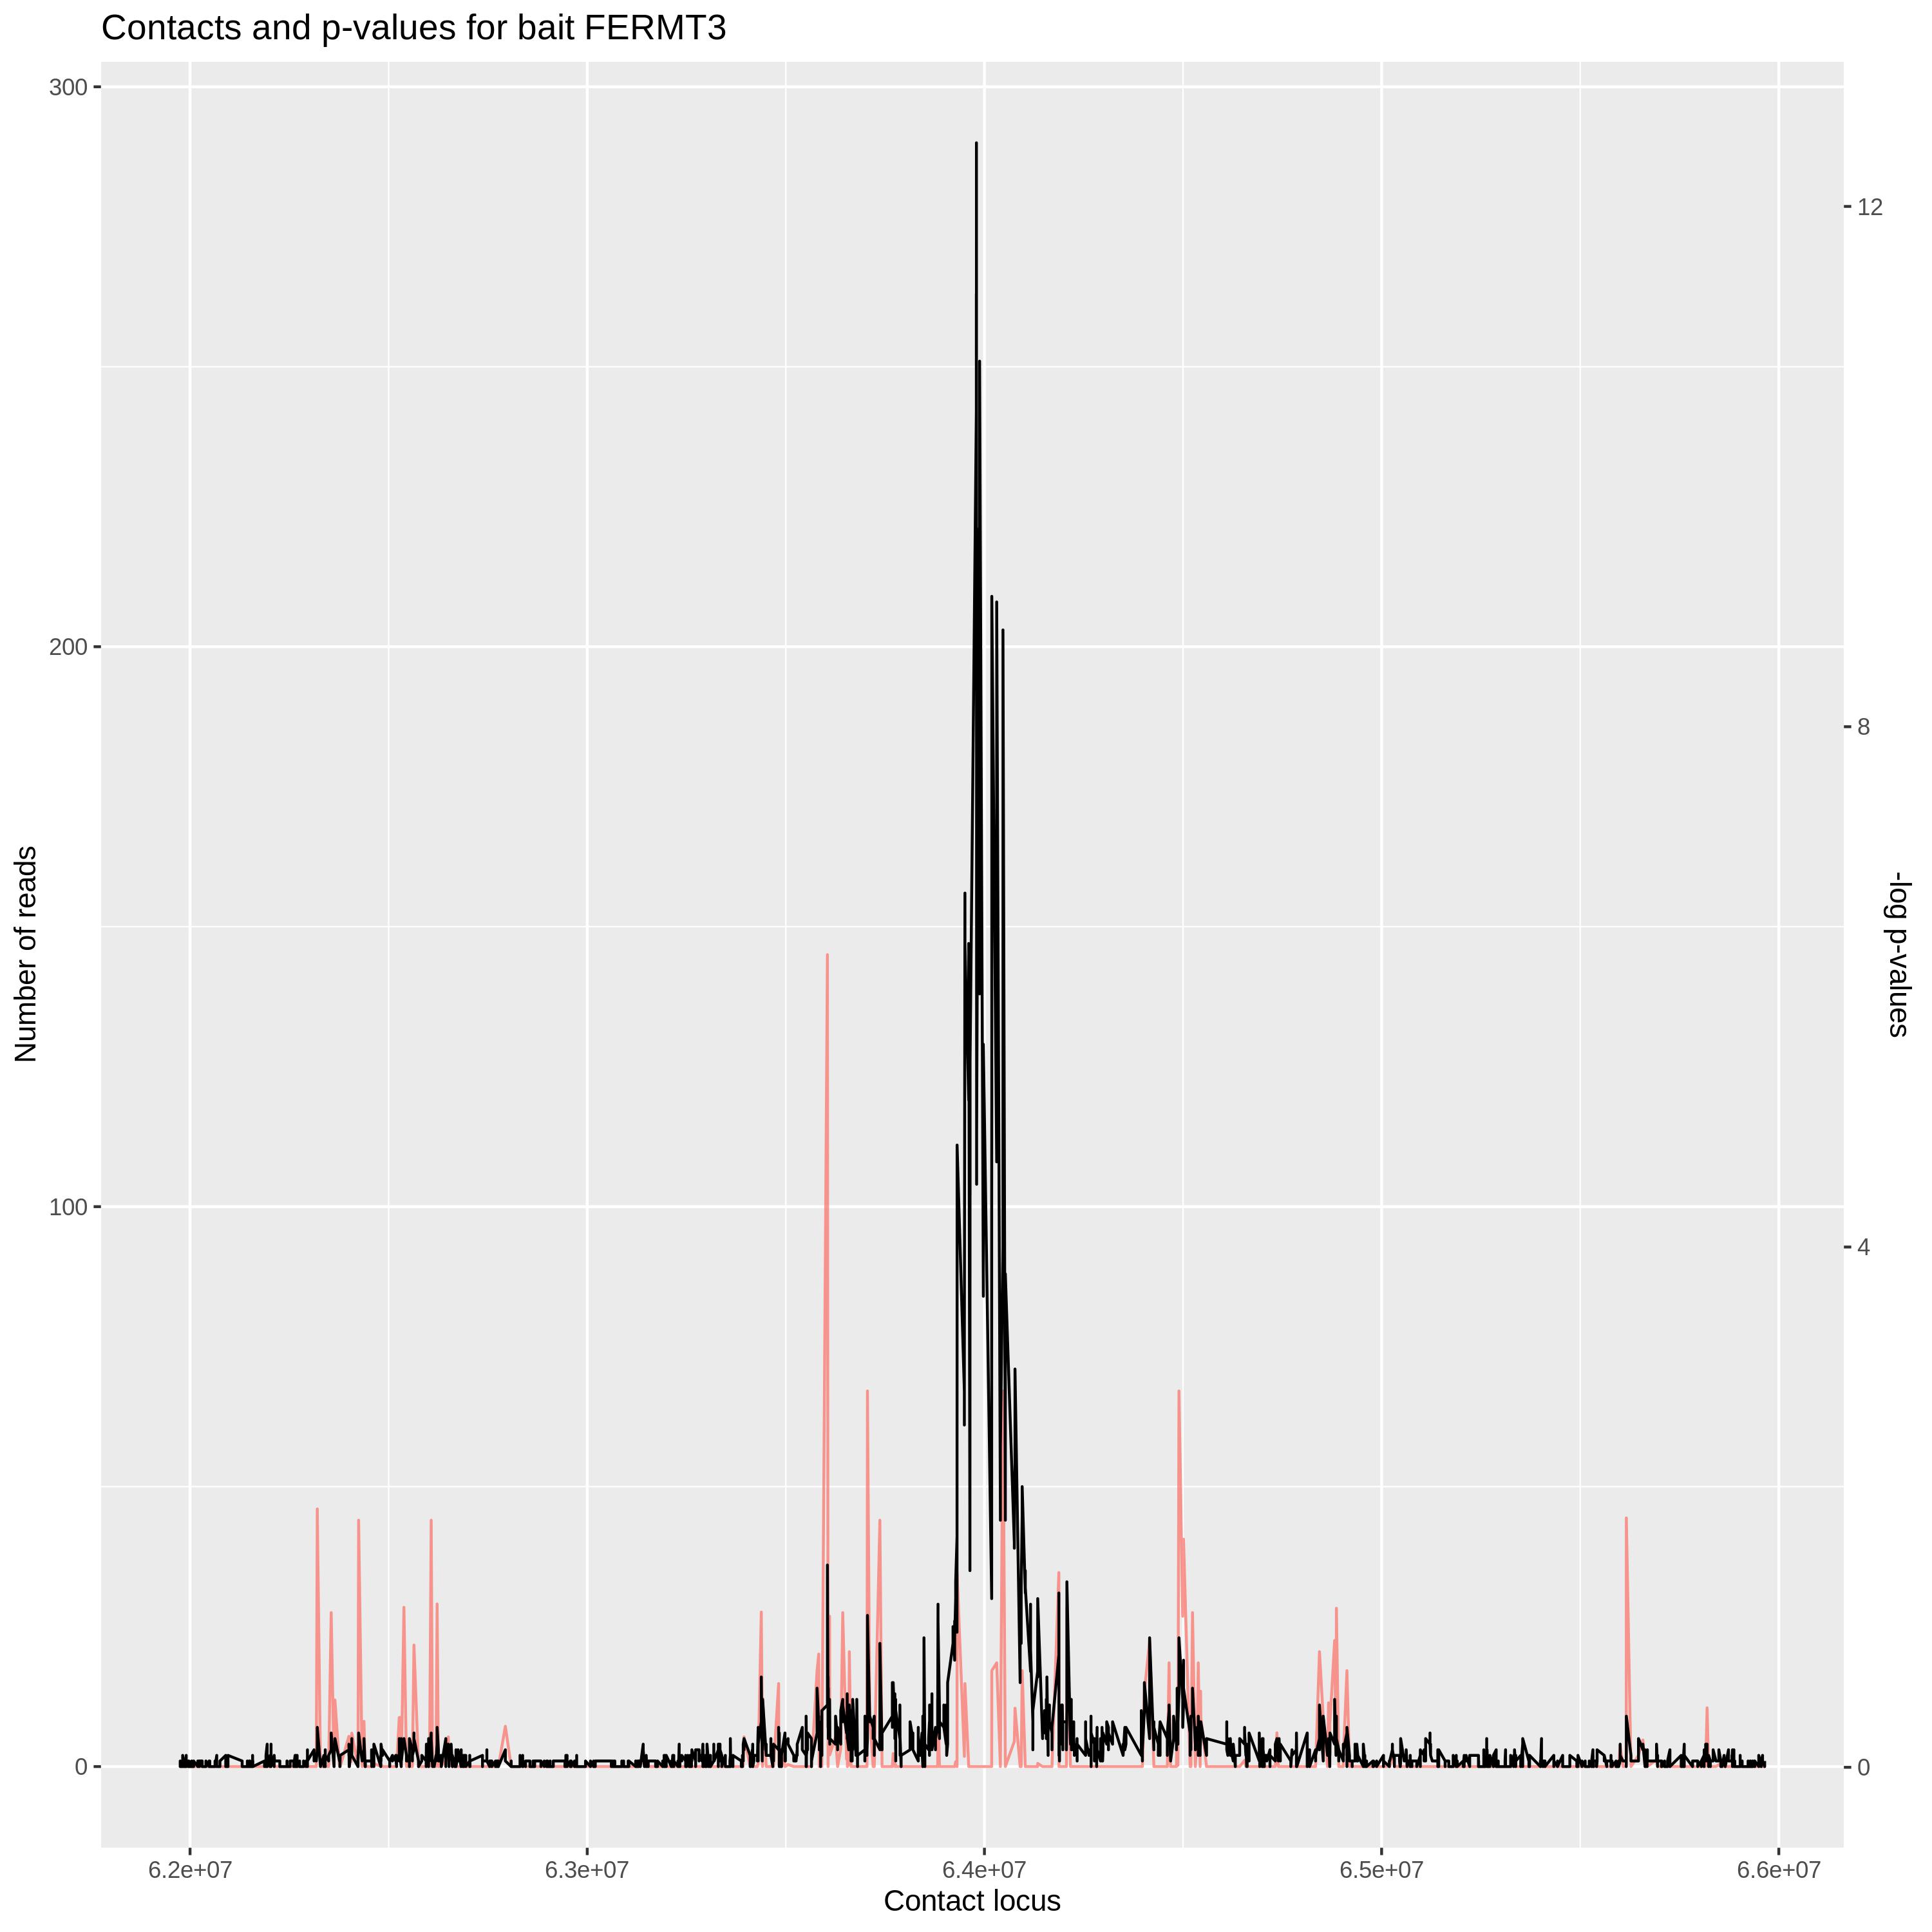 Contacts and p-values for bait FERMT3
300
200
100
0
Number of reads
12
8
4
0
-log p-values
6.2e+07
6.3e+07
6.4e+07
6.5e+07
6.6e+07
Contact locus